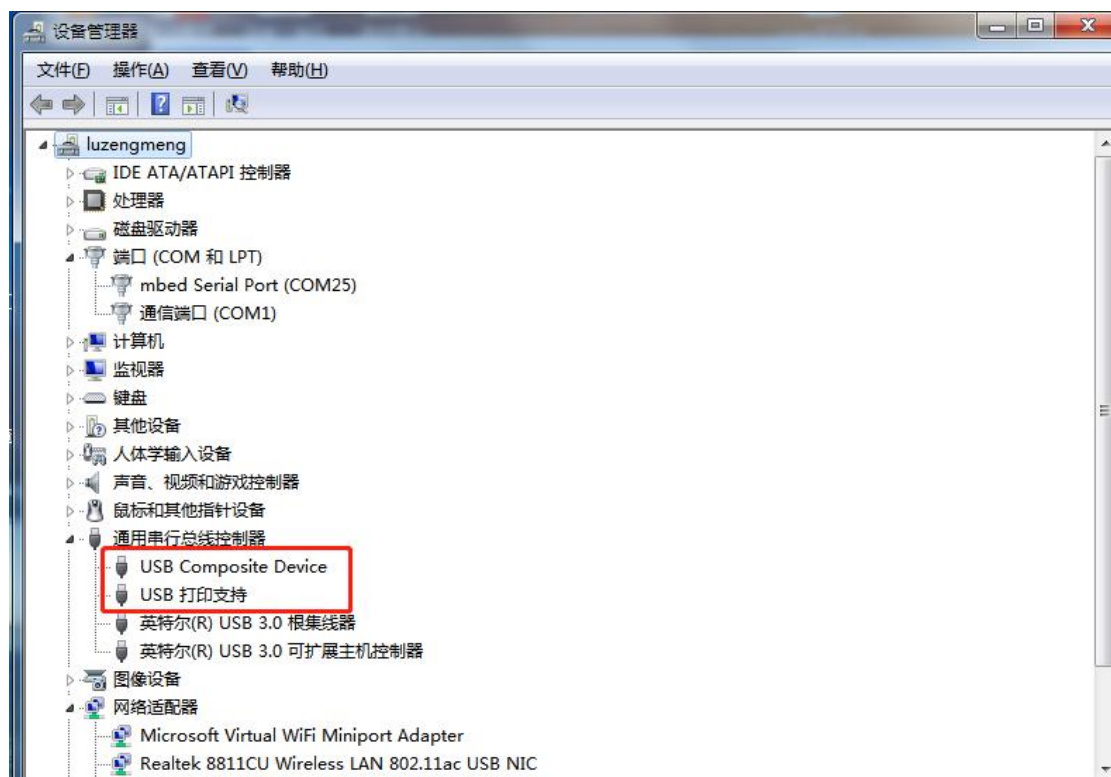 设备管理器
文件(F) 操作(A) 查看(V) 帮助(H)
luzengmeng
IDE ATA/ATAPI 控制器
处理器
磁盘驱动器
端口 (COM 和 LPT)
mbed Serial Port (COM25)
通信端口 (COM1)
计算机
监视器
键盘
其他设备
人体学输入设备
声音、视频和游戏控制器
鼠标和其他指针设备
通用串行总线控制器
USB Composite Device
USB 打印支持
英特尔(R) USB 3.0 根集线器
英特尔(R) USB 3.0 可扩展主机控制器
图像设备
网络适配器
Microsoft Virtual WiFi Miniport Adapter
Realtek 8811CU Wireless LAN 802.11ac USB NIC